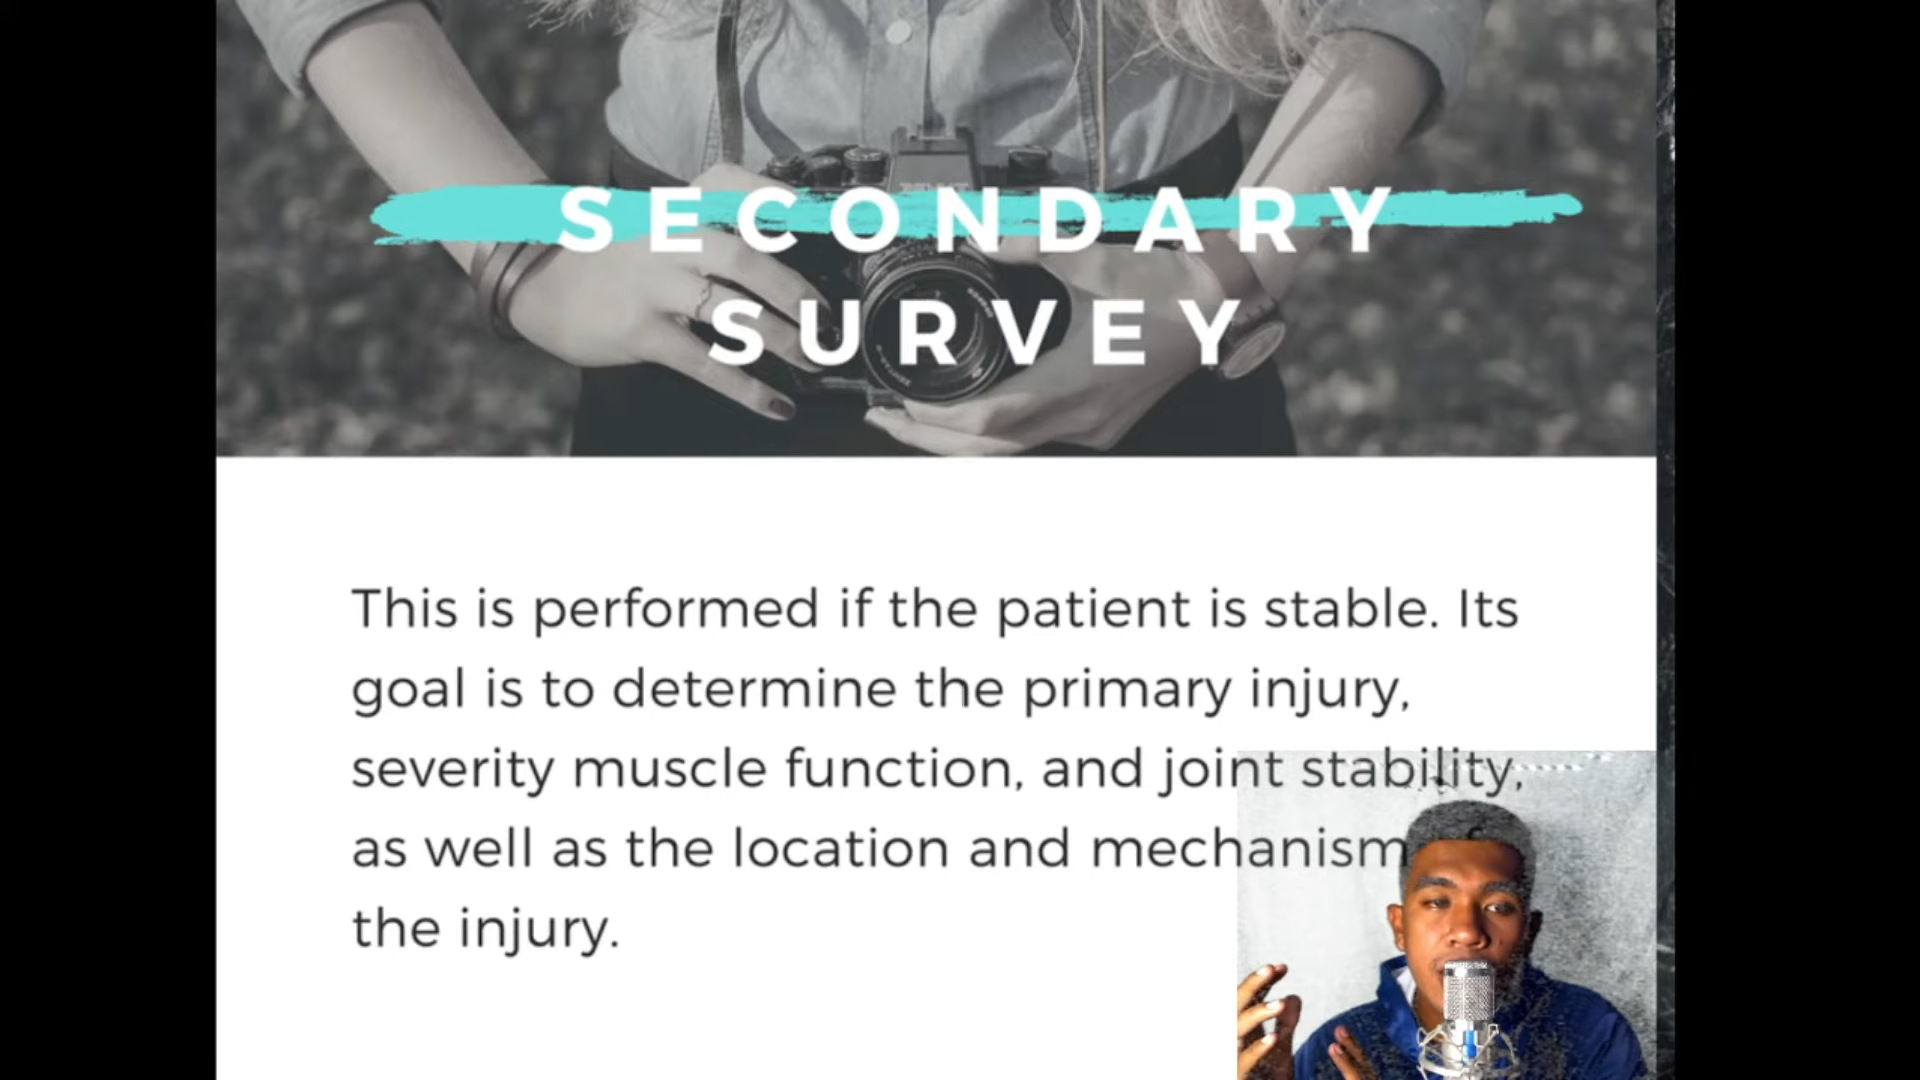 SECONDARY
SURVEY
This is performed if the patient is stable. Its
goal is to determine the primary injury,
severity muscle function, and joint stability,
as well as the location and mechanism
the injury.